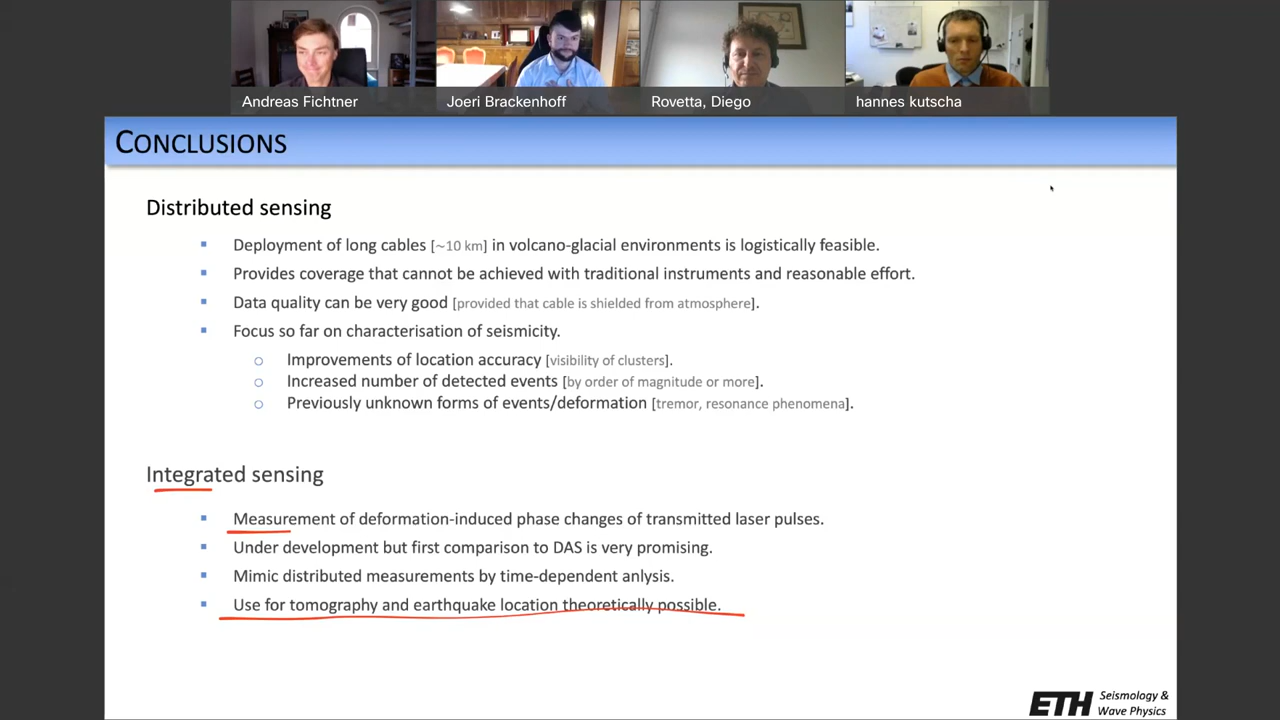 Andreas Fichtner
Joeri Brackenhoff
Rovetta, Diego
hannes kutscha
CONCLUSIONS
Distributed sensing
Deployment of long cables [~10 km] in volcano-glacial environments is logistically feasible.
Provides coverage that cannot be achieved with traditional instruments and reasonable effort.
Data quality can be very good [provided that cable is shielded from atmosphere].
Focus so far on characterisation of seismicity.
Improvements of location accuracy [visibility of clusters].
Increased number of detected events [by order of magnitude or more].
Previously unknown forms of events/deformation [tremor, resonance phenomena].
Integrated sensing
Measurement of deformation-induced phase changes of transmitted laser pulses.
Under development but first comparison to DAS is very promising.
Mimic distributed measurements by time-dependent anlysis.
Use for tomography and earthquake location theoretically possible.
ETH Seismology &
Wave Physics